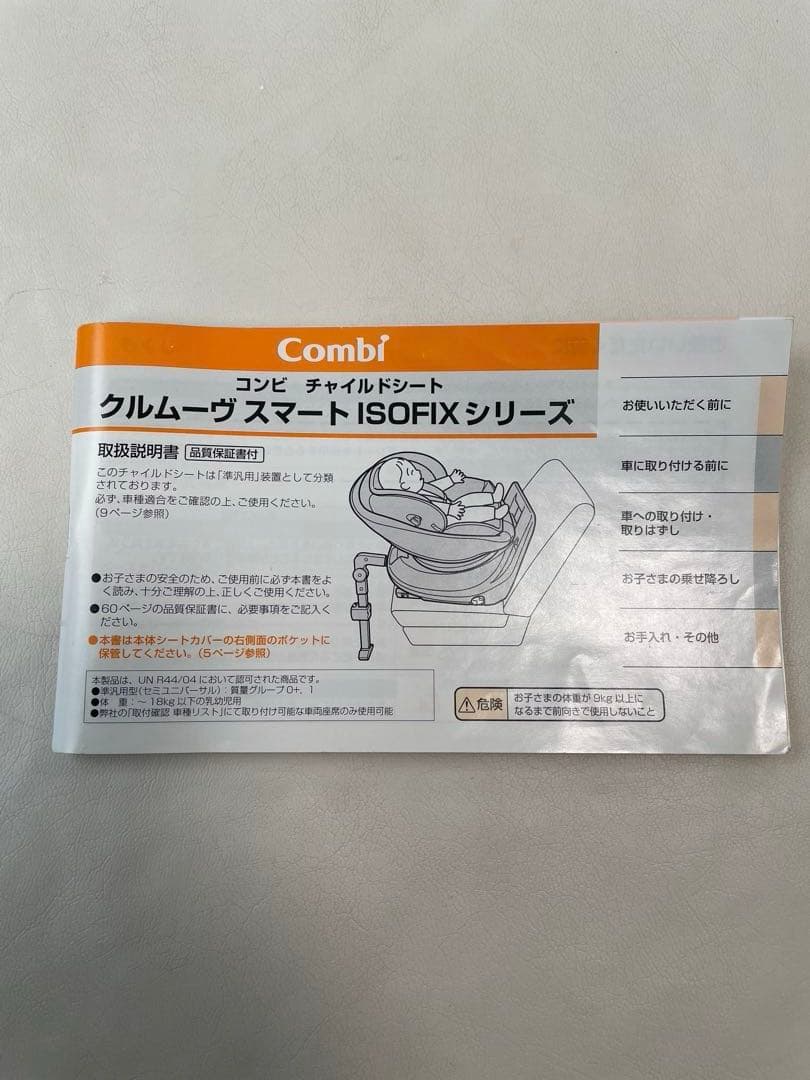 Combi
コンビ チャイルドシート
クルムーヴ スマート ISOFIXシリーズ
取扱説明書 品質保証書付
このチャイルドシートは「準汎用」装置として分類
されております。
必ず、車種適合をご確認の上、ご使用ください。
(9ページ参照)
●お子さまの安全のため、ご使用前に必ず本書をよ
く読み、十分ご理解の上、正しくご使用ください。
●60ページの品質保証書に、必要事項をご記入く
ださい。
●本書は本体シートカバーの右側面のポケットに
保管してください。(5ページ参照)
本製品は、UN R44/04 において認可された商品です。
●準汎用型(セミユニバーサル):質量グループ0+、1
●体 重:～18kg以下の乳幼児用
●弊社の「取付確認 車種リスト」にて取り付け可能な車両座席のみ使用可能
危険
お子さまの体重が9kg以上に
なるまで前向きで使用しないこと
お使いいただく前に
車に取り付ける前に
車への取り付け・
取りはずし
お子さまの乗せ降ろし
お手入れ・その他